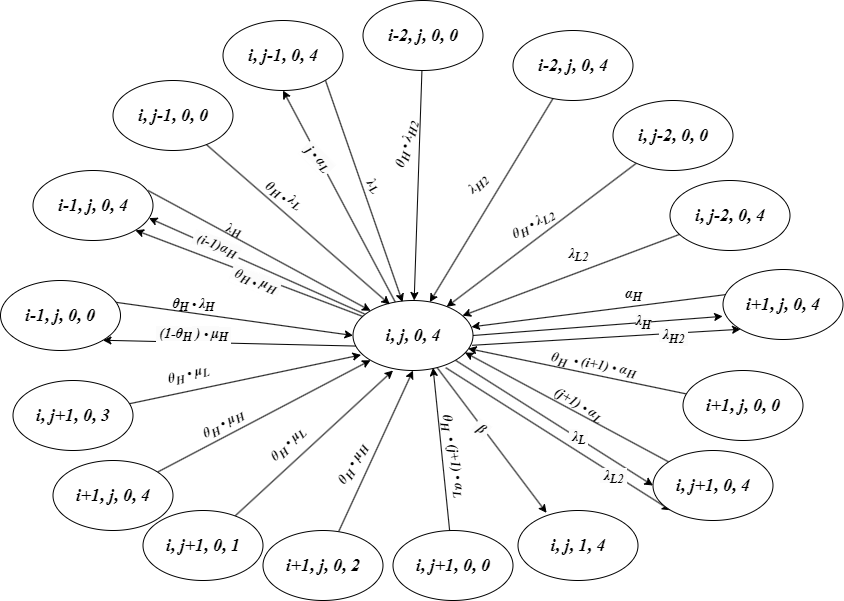 i-2, j, 0, 0
i, j-1, 0, 4
i-2, j, 0, 4
i, j-1, 0, 0
i, j-2, 0, 0
i-1, j, 0, 4
i, j-2, 0, 4
i-1, j, 0, 0
i+1, j, 0, 4
i, j, 0, 4
i, j+1, 0, 3
i+1, j, 0, 0
i+1, j, 0, 4
i, j+1, 0, 4
i, j+1, 0, 1
i+1, j, 0, 2
i, j+1, 0, 0
i, j, 1, 4
θH•λH2
j•αL
λL
λH2
θH•λL
θH•λL2
λH
(i-1)αH
θH•μH
λL2
αH
λH
λH2
θH•λH
(1-θH)•μH
θH•(i+1)•αH
θH•μL
(j+1)•αL
θH•μH
θH•μL
θH•μH
θH•(j+1)•αL
β
λL
λL2